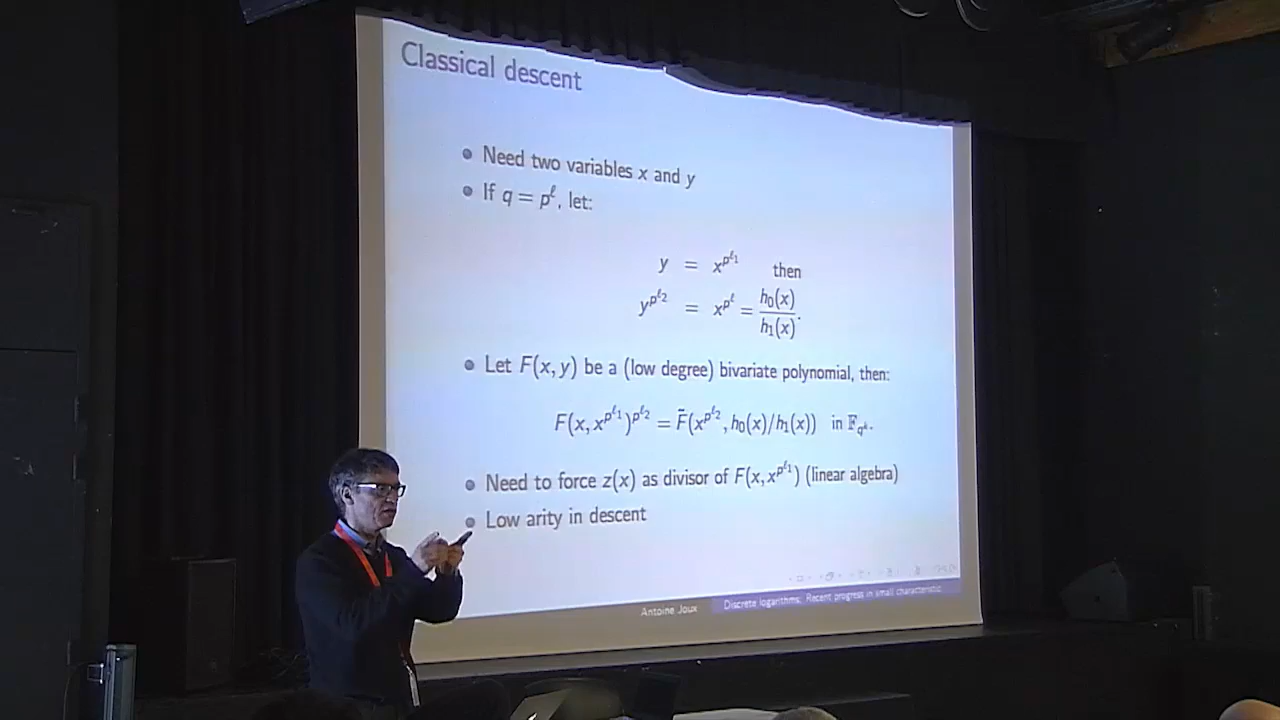 Classical descent
Need two variables x and y
If q = p^ℓ, let:
y = x^{p^{ℓ_1}} then
y^{p^{ℓ_2}} = x^{p^ℓ} = h_0(x)/h_1(x).
Let F(x, y) be a (low degree) bivariate polynomial, then:
F(x, x^{p^{ℓ_1}})^{p^{ℓ_2}} = F̃(x^{p^{ℓ_2}}, h_0(x)/h_1(x)) in 𝔽_{q^k}.
Need to force z(x) as divisor of F(x, x^{p^{ℓ_1}}) (linear algebra)
Low arity in descent
Antoine Joux Discrete logarithms: Recent progress in small characteristic